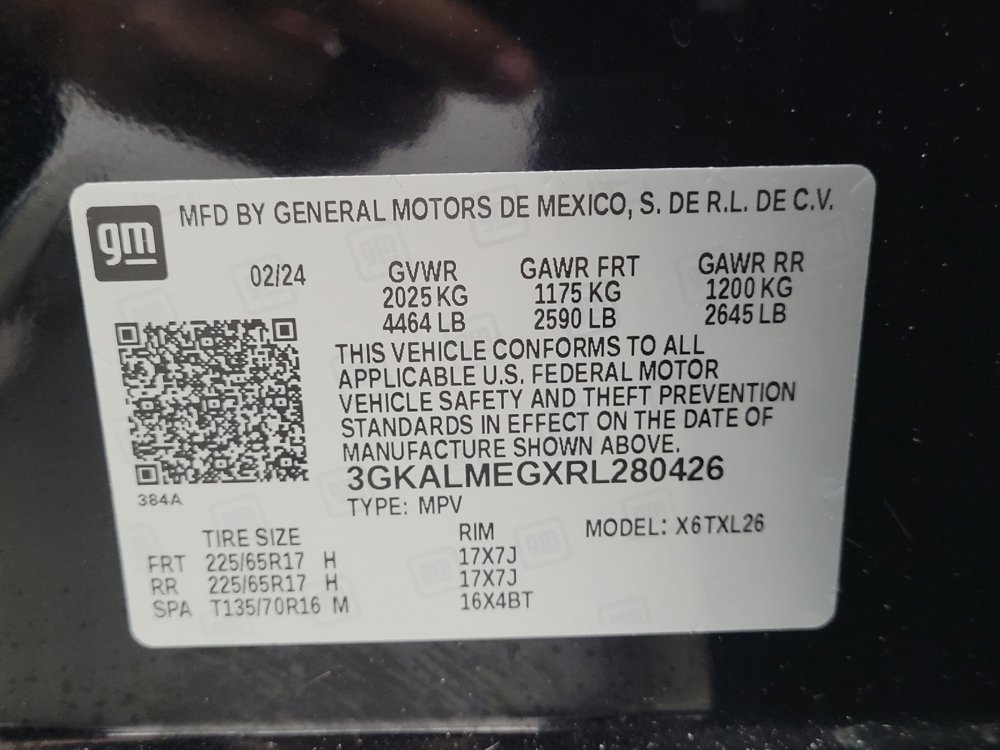 gm
MFD BY GENERAL MOTORS DE MEXICO, S. DE R.L. DE C.V.
02/24 GVWR GAWR FRT GAWR RR
2025 KG 1175 KG 1200 KG
4464 LB 2590 LB 2645 LB
THIS VEHICLE CONFORMS TO ALL
APPLICABLE U.S. FEDERAL MOTOR
VEHICLE SAFETY AND THEFT PREVENTION
STANDARDS IN EFFECT ON THE DATE OF
MANUFACTURE SHOWN ABOVE.
3GKALMEGXRL280426
384A
TYPE: MPV
TIRE SIZE RIM MODEL: X6TXL26
FRT 225/65R17 H 17X7J
RR 225/65R17 H 17X7J
SPA T135/70R16 M 16X4BT